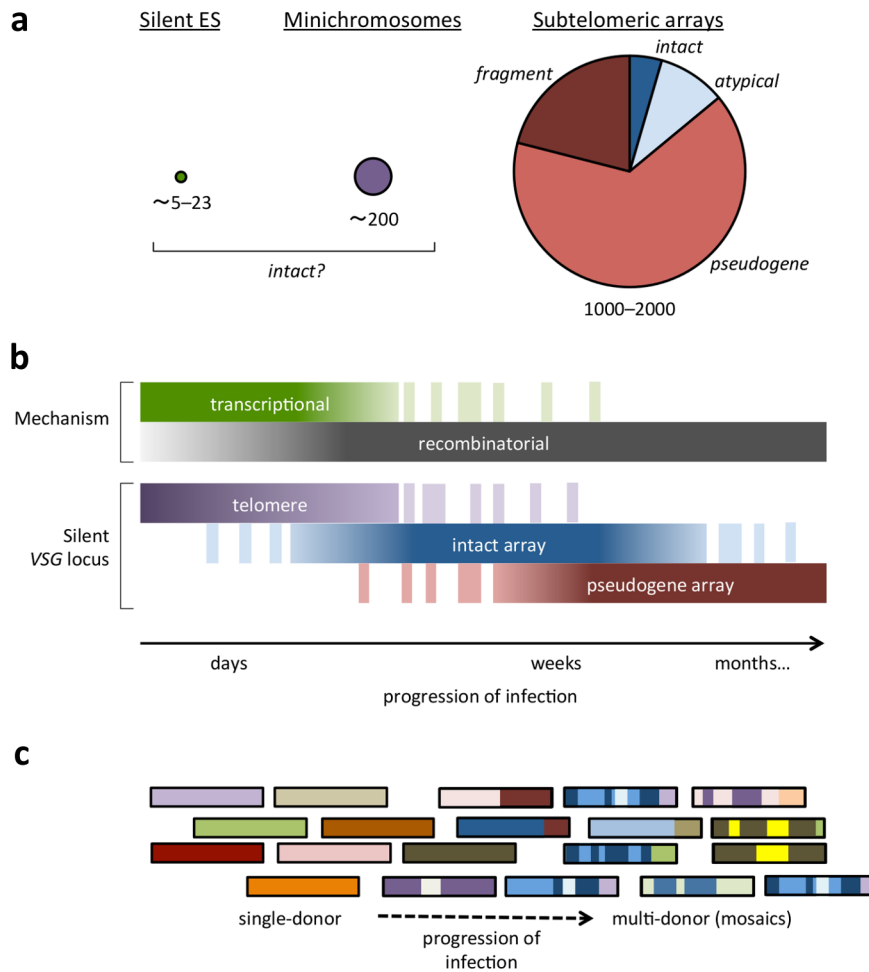 a
Silent ES
Minichromosomes
Subtelomeric arrays
intact
fragment
atypical
~5–23
~200
intact?
pseudogene
1000–2000
b
Mechanism
transcriptional
recombinatorial
telomere
Silent
VSG locus
intact array
pseudogene array
days
weeks
months...
progression of infection
c
single-donor
multi-donor (mosaics)
progression of
infection